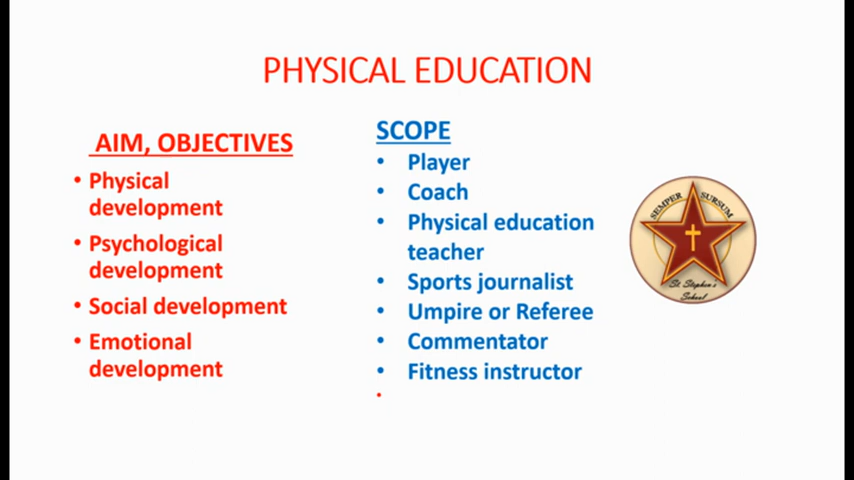 PHYSICAL EDUCATION
AIM, OBJECTIVES
• Physical
development
• Psychological
development
• Social development
• Emotional
development
SCOPE
• Player
• Coach
• Physical education
teacher
• Sports journalist
• Umpire or Referee
• Commentator
• Fitness instructor
•
SEMPER SURSUM
St. Stephen's
School